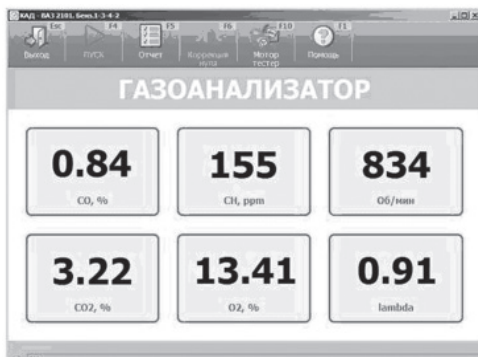 КАД - ВАЗ 2101. Бенз.1-3-4-2
Esc F4 F5 F6 F10 F1
Выход ПУСК Отчет Коррекция нуля Мотор тестер Помощь
ГАЗОАНАЛИЗАТОР
0.84 155 834
CO, % CH, ppm Об/мин
3.22 13.41 0.91
CO2, % O2, % lambda